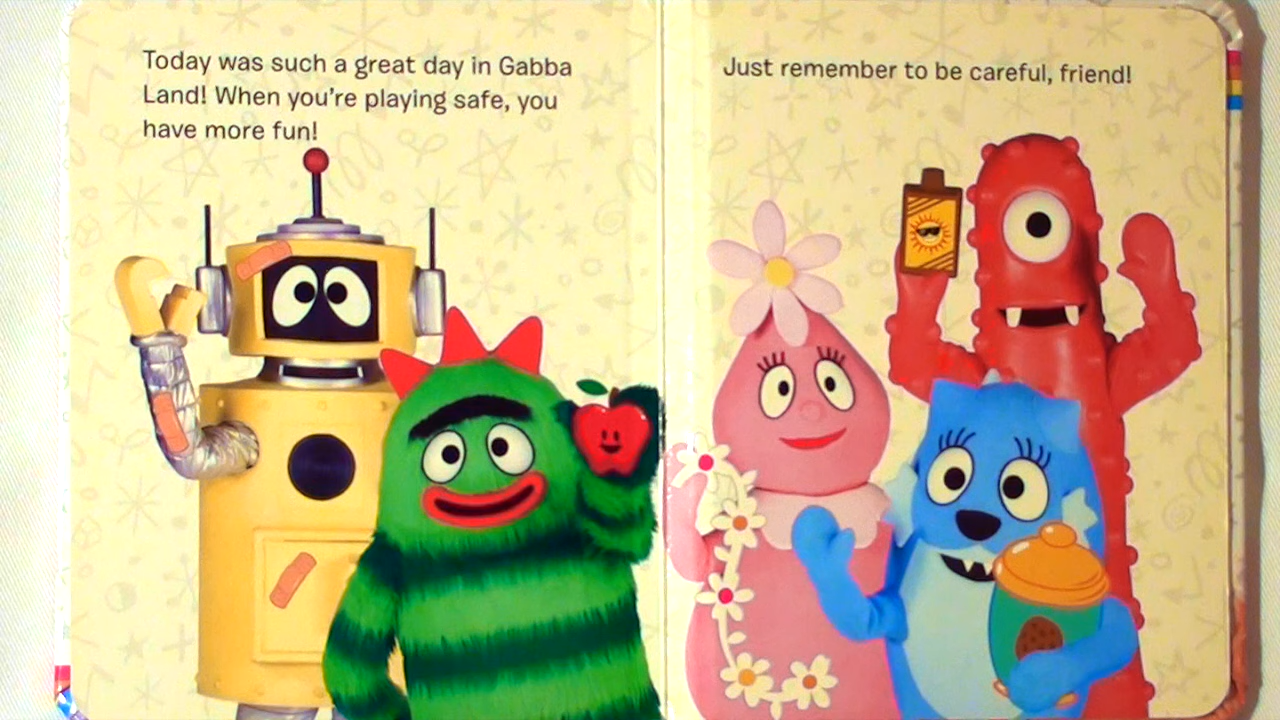 Today was such a great day in Gabba
Land! When you're playing safe, you
have more fun!
Just remember to be careful, friend!